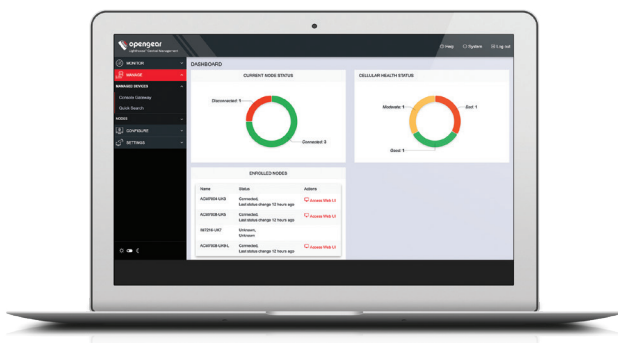 opengear
Help
System
Log out
MONITOR
MANAGE
MANAGED DEVICES
Console Gateway
Quick Search
NODES
CONFIGURE
SETTINGS
DASHBOARD
CURRENT NODE STATUS
Disconnected: 1
Connected: 3
CELLULAR HEALTH STATUS
Moderate: 1
Bad: 1
Good: 1
ENROLLED NODES
Name Status Actions
Connected,
Last status change 12 hours ago
Access Web UI
Connected,
Last status change 12 hours ago
Access Web UI
Unknown,
Unknown
Connected,
Last status change 12 hours ago
Access Web UI